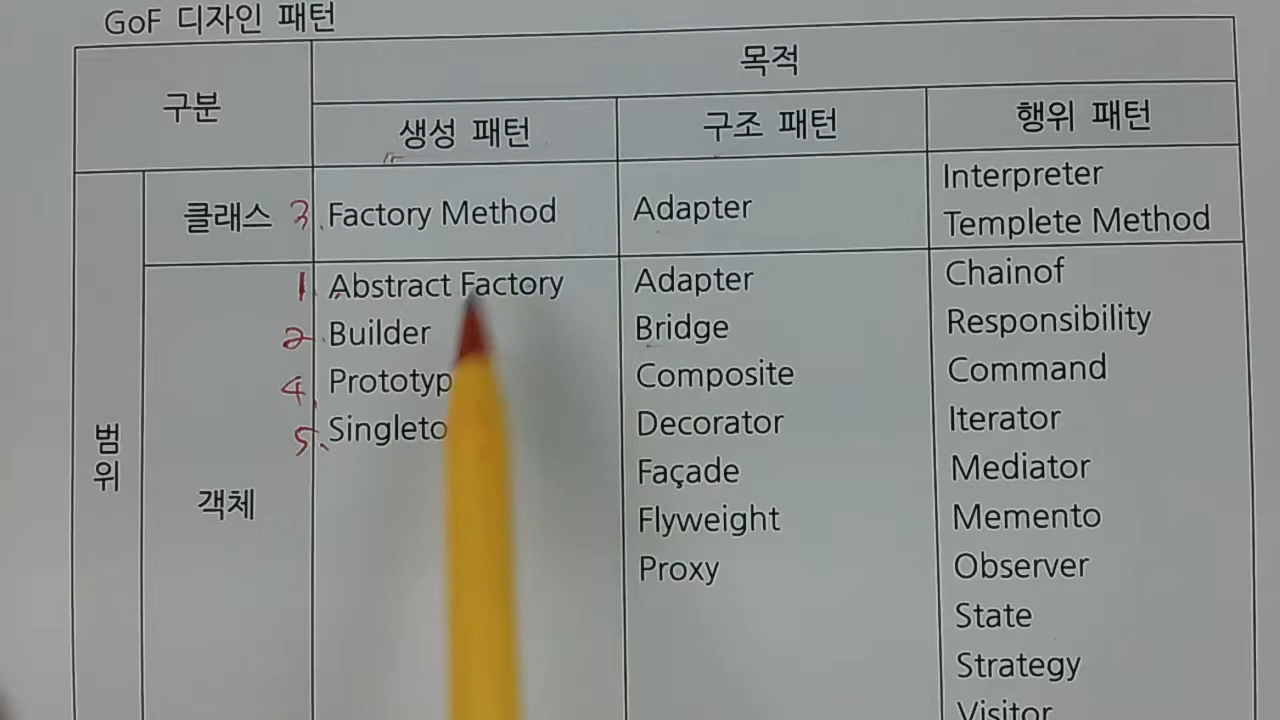 GoF 디자인 패턴
구분
목적
생성 패턴
구조 패턴
행위 패턴
범위
클래스
3. Factory Method
Adapter
Interpreter
Templete Method
객체
1. Abstract Factory
2. Builder
4. Prototyp
5. Singleto
Adapter
Bridge
Composite
Decorator
Façade
Flyweight
Proxy
Chainof
Responsibility
Command
Iterator
Mediator
Memento
Observer
State
Strategy
Visitor